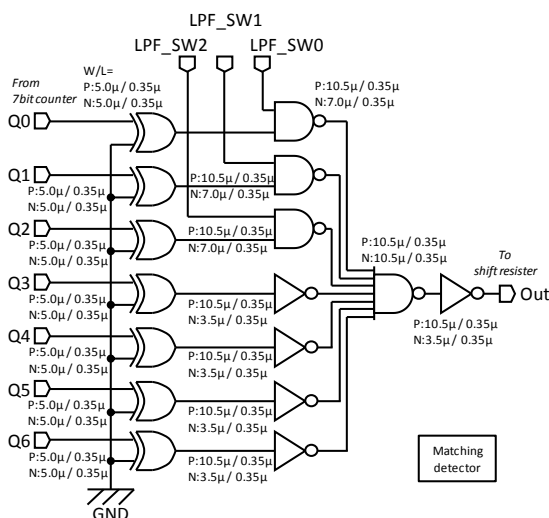 LPF_SW1
LPF_SW2
LPF_SW0
From
7bit counter
W/L=
P:5.0μ/ 0.35μ
N:5.0μ/ 0.35μ
P:10.5μ/ 0.35μ
N:7.0μ/ 0.35μ
Q0
Q1
P:5.0μ/ 0.35μ
N:5.0μ/ 0.35μ
P:10.5μ/ 0.35μ
N:7.0μ/ 0.35μ
Q2
P:5.0μ/ 0.35μ
N:5.0μ/ 0.35μ
P:10.5μ/ 0.35μ
N:7.0μ/ 0.35μ
P:10.5μ/ 0.35μ
N:10.5μ/ 0.35μ
To
shift resister
Q3
P:5.0μ/ 0.35μ
N:5.0μ/ 0.35μ
P:10.5μ/ 0.35μ
N:3.5μ/ 0.35μ
Out
P:10.5μ/ 0.35μ
N:3.5μ/ 0.35μ
Q4
P:5.0μ/ 0.35μ
N:5.0μ/ 0.35μ
P:10.5μ/ 0.35μ
N:3.5μ/ 0.35μ
Q5
P:5.0μ/ 0.35μ
N:5.0μ/ 0.35μ
P:10.5μ/ 0.35μ
N:3.5μ/ 0.35μ
Q6
P:5.0μ/ 0.35μ
N:5.0μ/ 0.35μ
P:10.5μ/ 0.35μ
N:3.5μ/ 0.35μ
Matching
detector
GND